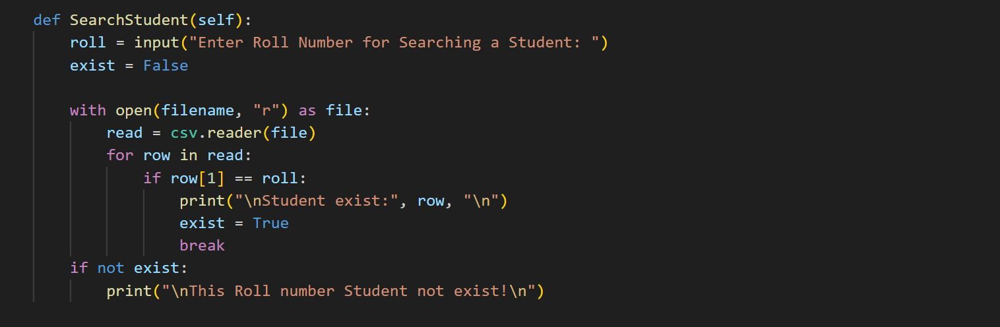 def SearchStudent(self):
    roll = input("Enter Roll Number for Searching a Student: ")
    exist = False

    with open(filename, "r") as file:
        read = csv.reader(file)
        for row in read:
            if row[1] == roll:
                print("\nStudent exist:", row, "\n")
                exist = True
                break
    if not exist:
        print("\nThis Roll number Student not exist!\n")